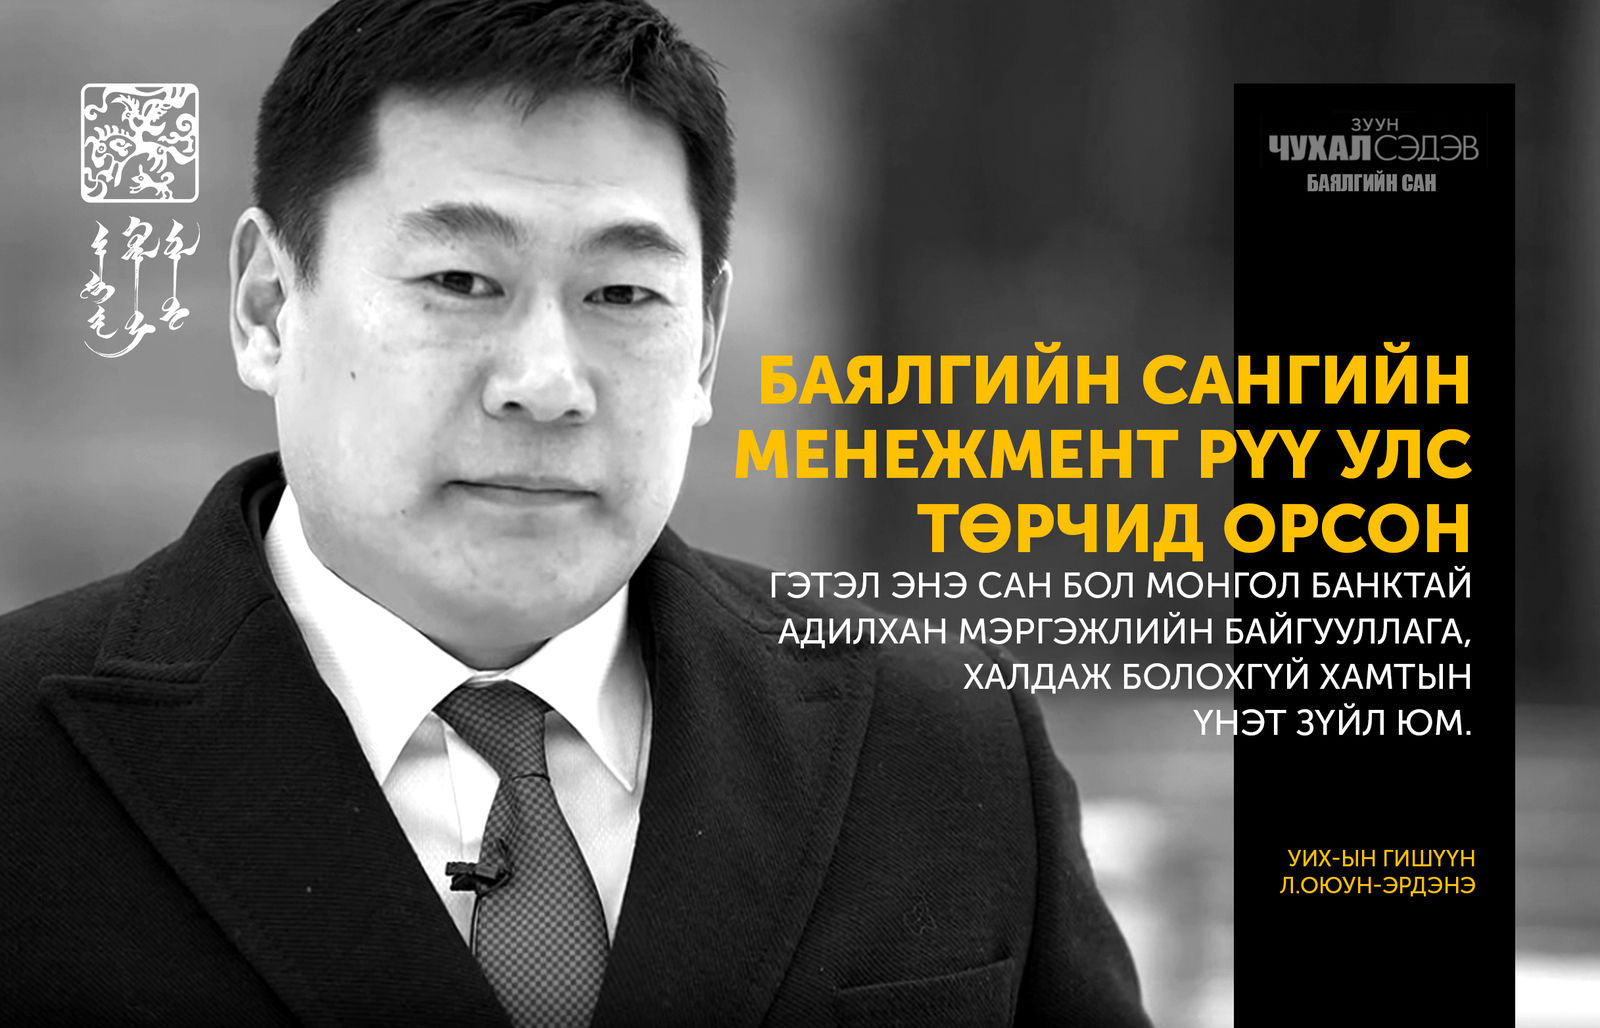 ЗУУН
ЧУХАЛ СЭДЭВ
БАЯЛГИЙН САН
БАЯЛГИЙН САНГИЙН
МЕНЕЖМЕНТ РҮҮ УЛС
ТӨРЧИД ОРСОН
ГЭТЭЛ ЭНЭ САН БОЛ МОНГОЛ БАНКТАЙ
АДИЛХАН МЭРГЭЖЛИЙН БАЙГУУЛЛАГА,
ХАЛДАЖ БОЛОХГҮЙ ХАМТЫН
ҮНЭТ ЗҮЙЛ ЮМ.
УИХ-ЫН ГИШҮҮН
Л.ОЮУН-ЭРДЭНЭ